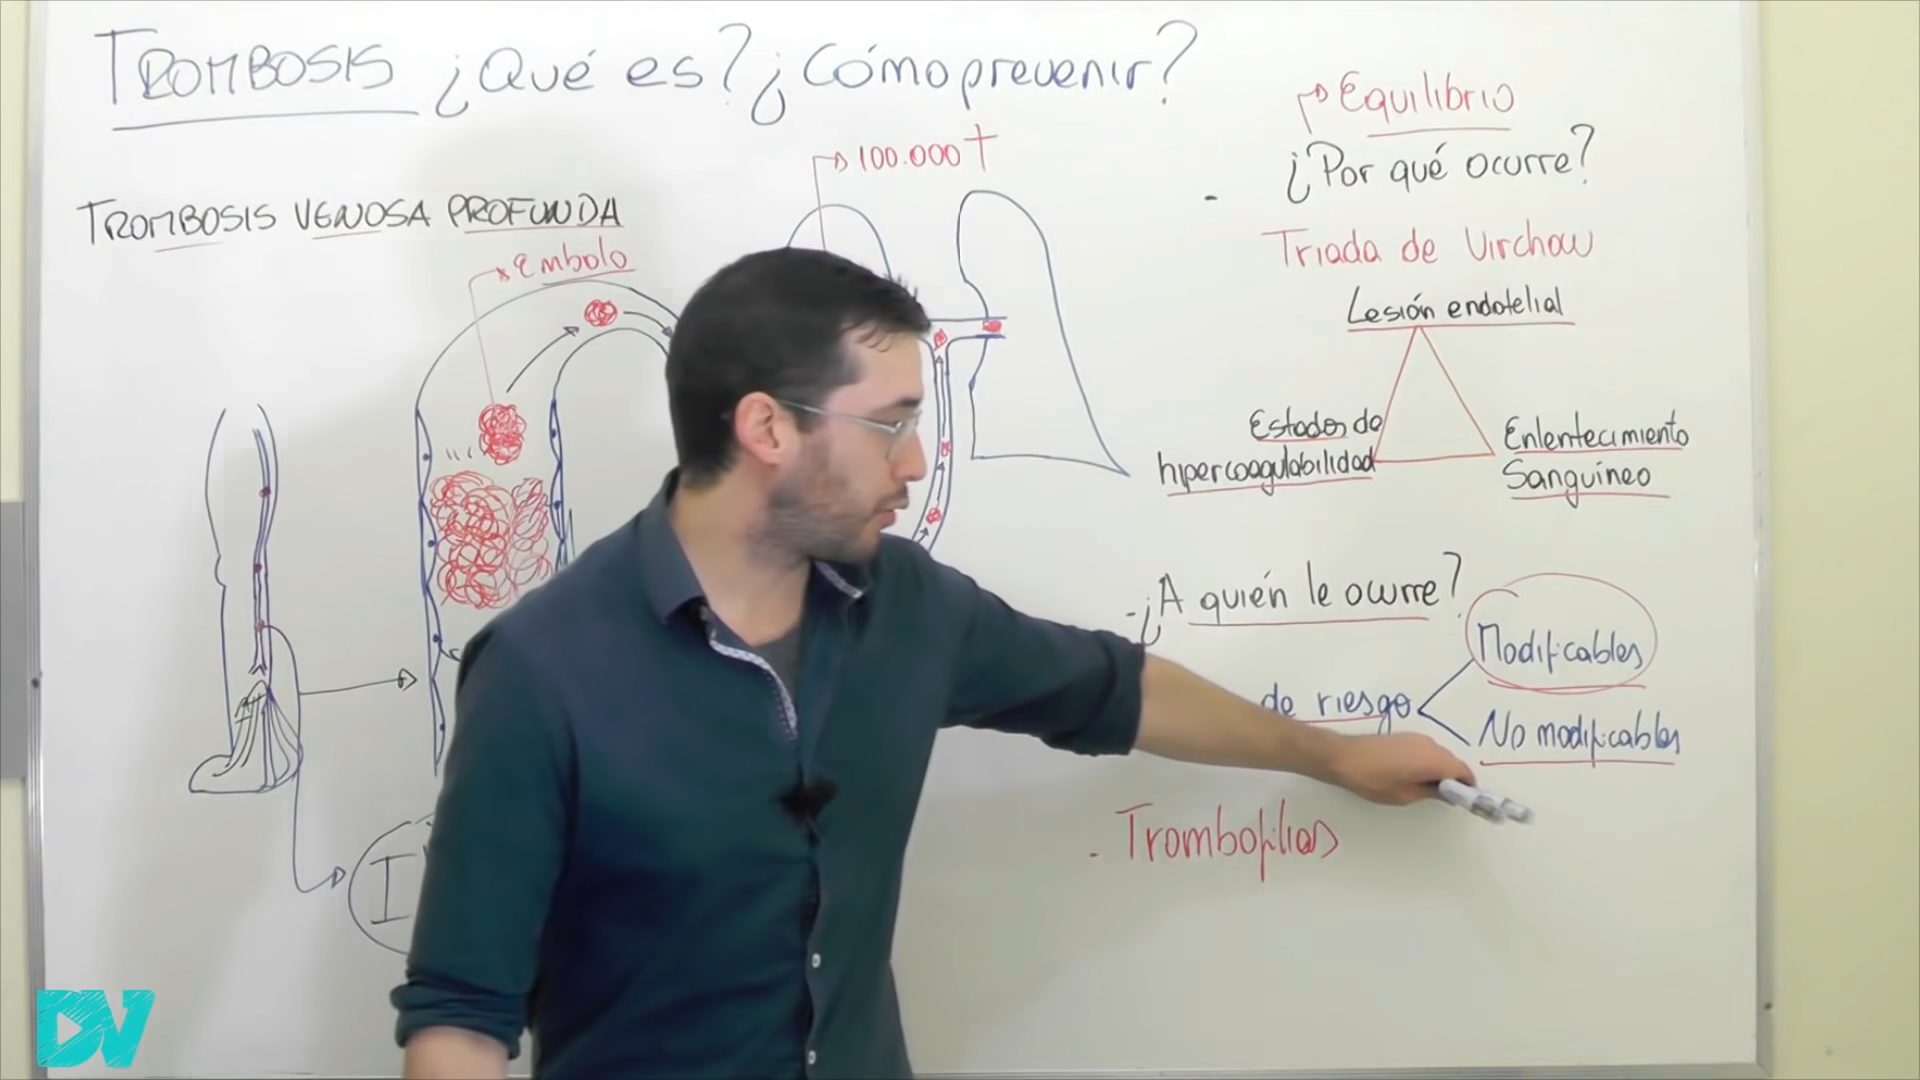 TROMBOSIS ¿Qué es? ¿Cómo prevenir?
TROMBOSIS VENOSA PROFUNDA
Embolo
100.000
Equilibrio
- ¿Por qué ocurre?
Triada de Virchow
Lesión endotelial
Estados de
hipercoagulabilidad
Enlentecimiento
Sanguíneo
- ¿A quién le ocurre?
de riesgo
Modificables
No modificables
- Trombofilias
DV